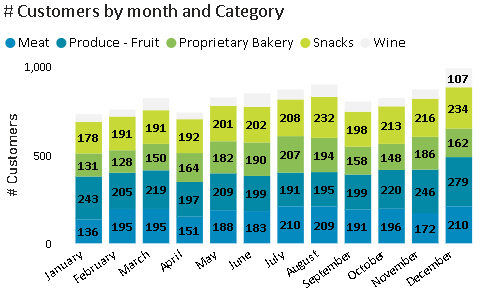 # Customers by month and Category
Meat Produce - Fruit Proprietary Bakery Snacks Wine
1,000
500
0
# Customers
107
178 191 191 192 201 202 208 232 198 213 216 234
131 128 150 164 182 190 207 194 158 148 186 162
243 205 219 197 209 199 191 195 199 220 246 279
136 195 195 151 188 183 210 209 191 196 172 210
January February March April May June July August September October November December